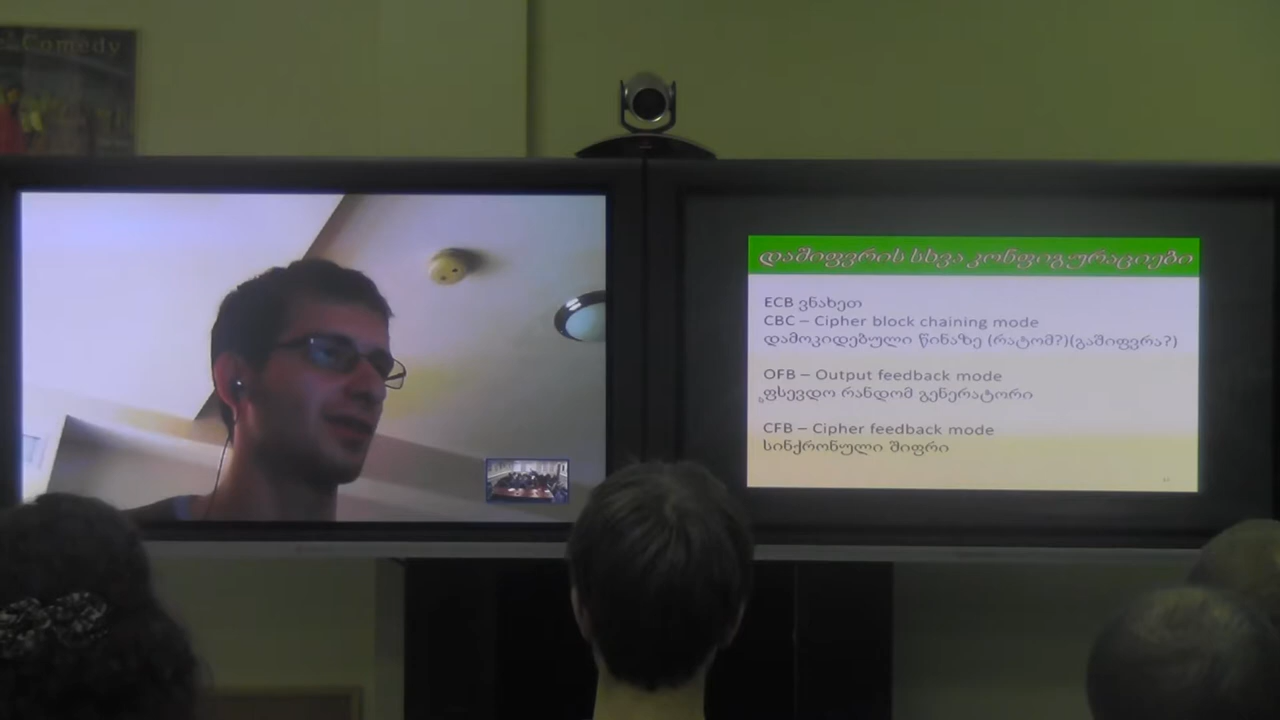 Comedy
დაშიფვრის სხვა კონფიგურაციები
ECB ვნახეთ
CBC – Cipher block chaining mode
დამოკიდებული წინაზე (რატომ?)(გაშიფვრა?)
OFB – Output feedback mode
ფსევდო რანდომ გენერატორი
CFB – Cipher feedback mode
სინქრონული შიფრი